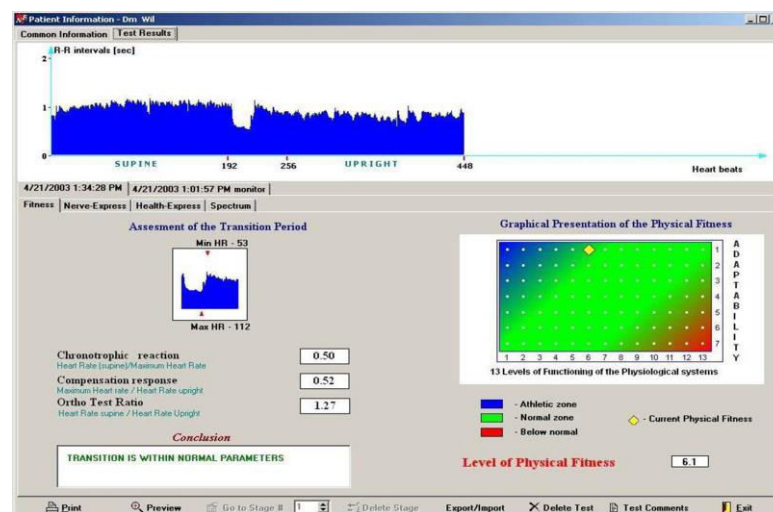 Patient Information - Dm Wil
Common Information Test Results
R-R intervals [sec]
2
1
0
SUPINE 192 256 UPRIGHT 448
Heart beats
4/21/2003 1:34:28 PM 4/21/2003 1:01:57 PM monitor
Fitness Nerve-Express Health-Express Spectrum
Assesment of the Transition Period
Min HR - 53
Max HR - 112
Chronotrophic reaction 0.50
Heart Rate (supine)/Maximum Heart Rate
Compensation response 0.52
Maximum Heart rate / Heart Rate upright
Ortho Test Ratio 1.27
Heart Rate supine / Heart Rate Upright
Conclusion
TRANSITION IS WITHIN NORMAL PARAMETERS
Graphical Presentation of the Physical Fitness
1
2
3
4
5
6
7
ADAPTABILITY
1 2 3 4 5 6 7 8 9 10 11 12 13
13 Levels of Functioning of the Physiological systems
- Athletic zone
- Normal zone
- Below normal
- Current Physical Fitness
Level of Physical Fitness 6.1
Print Preview Go to Stage # 1 Delete Stage Export/Import Delete Test Test Comments Exit